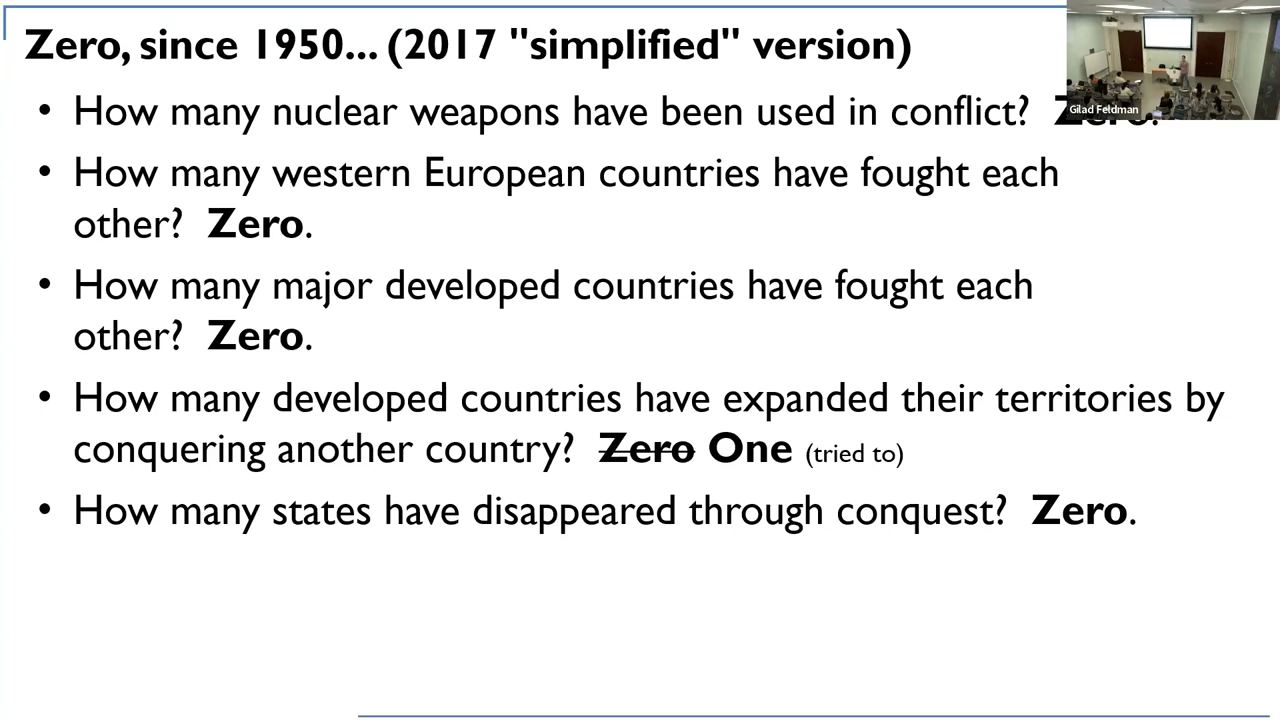 Zero, since 1950... (2017 "simplified" version)
Gilad Feldman
• How many nuclear weapons have been used in conflict? Zero.
• How many western European countries have fought each
other? Zero.
• How many major developed countries have fought each
other? Zero.
• How many developed countries have expanded their territories by
conquering another country? Zero One (tried to)
• How many states have disappeared through conquest? Zero.